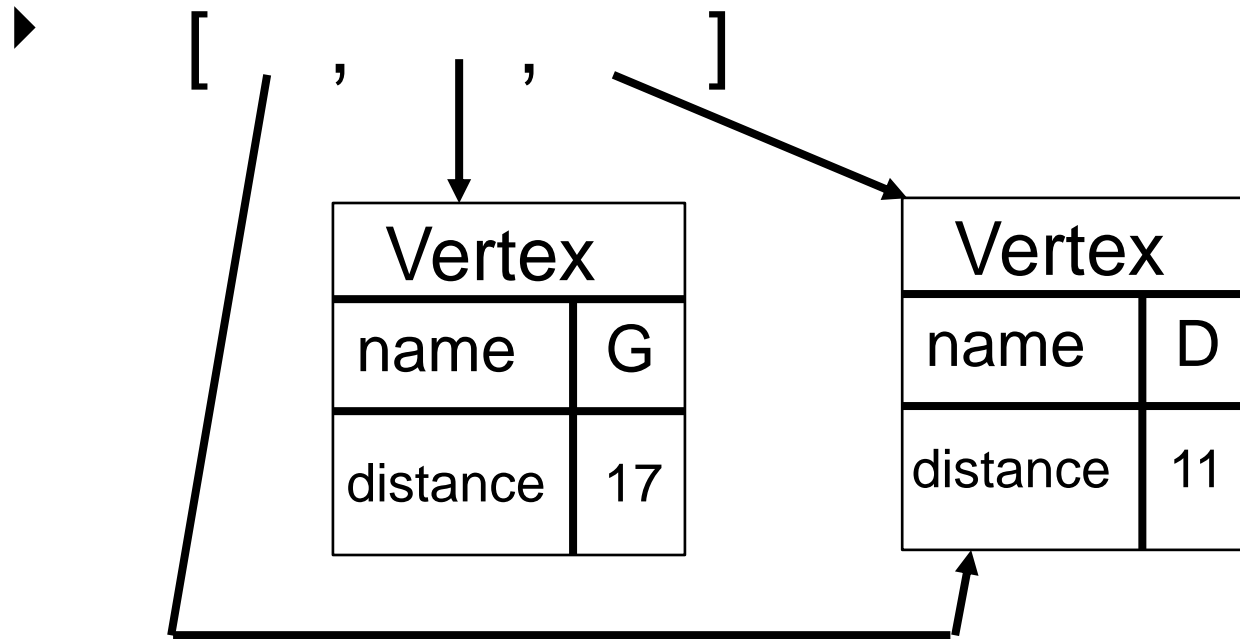 [ , , ]
Vertex
name G
distance 17
Vertex
name D
distance 11